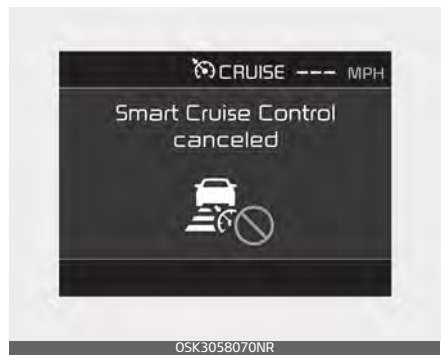 CRUISE --- MPH
Smart Cruise Control
canceled
OSK3058070NR